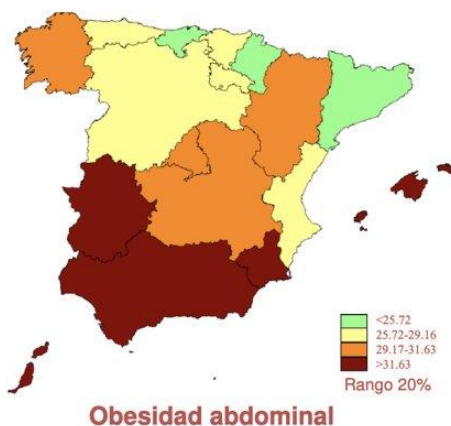 <25.72
25.72-29.16
29.17-31.63
>31.63
Rango 20%
Obesidad abdominal